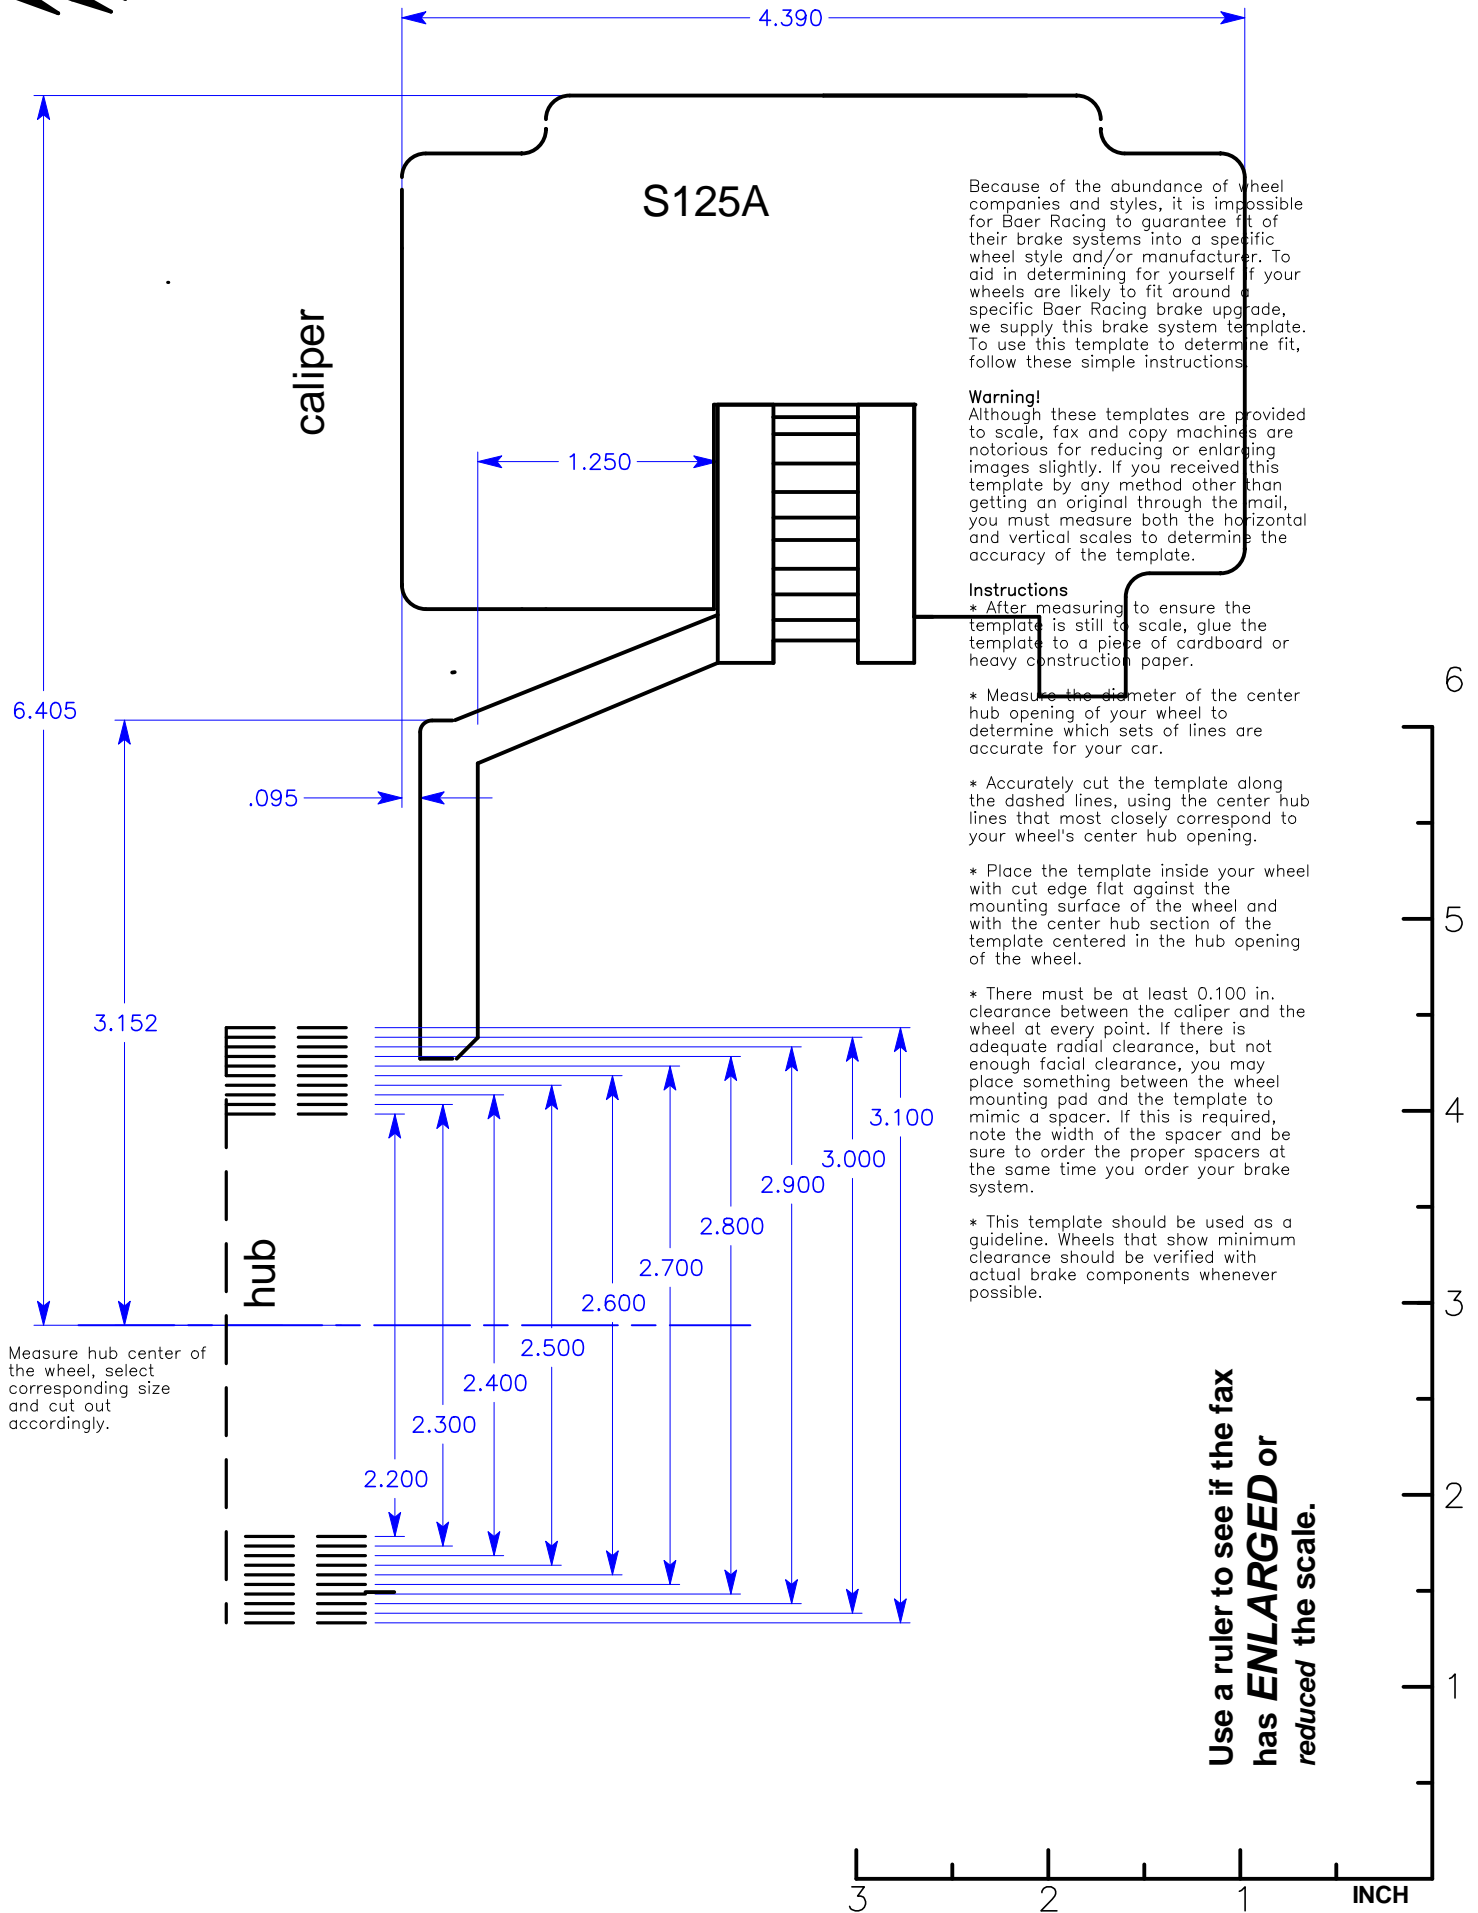 4.390
S125A
caliper
Because of the abundance of wheel
companies and styles, it is impossible
for Baer Racing to guarantee fit of
their brake systems into a specific
wheel style and/or manufacturer. To
aid in determining for yourself if your
wheels are likely to fit around a
specific Baer Racing brake upgrade,
we supply this brake system template.
To use this template to determine fit,
follow these simple instructions.
Warning!
Although these templates are provided
to scale, fax and copy machines are
notorious for reducing or enlarging
images slightly. If you received this
template by any method other than
getting an original through the mail,
you must measure both the horizontal
and vertical scales to determine the
accuracy of the template.
Instructions
* After measuring to ensure the
template is still to scale, glue the
template to a piece of cardboard or
heavy construction paper.
* Measure the diameter of the center
hub opening of your wheel to
determine which sets of lines are
accurate for your car.
* Accurately cut the template along
the dashed lines, using the center hub
lines that most closely correspond to
your wheel's center hub opening.
* Place the template inside your wheel
with cut edge flat against the
mounting surface of the wheel and
with the center hub section of the
template centered in the hub opening
of the wheel.
* There must be at least 0.100 in.
clearance between the caliper and the
wheel at every point. If there is
adequate radial clearance, but not
enough facial clearance, you may
place something between the wheel
mounting pad and the template to
mimic a spacer. If this is required,
note the width of the spacer and be
sure to order the proper spacers at
the same time you order your brake
system.
* This template should be used as a
guideline. Wheels that show minimum
clearance should be verified with
actual brake components whenever
possible.
1.250
6.405
.095
3.152
3.100
3.000
2.900
2.800
2.700
2.600
2.500
2.400
2.300
2.200
hub
Measure hub center of
the wheel, select
corresponding size
and cut out
accordingly.
Use a ruler to see if the fax
has ENLARGED or
reduced the scale.
6
5
4
3
2
1
3
2
1
INCH